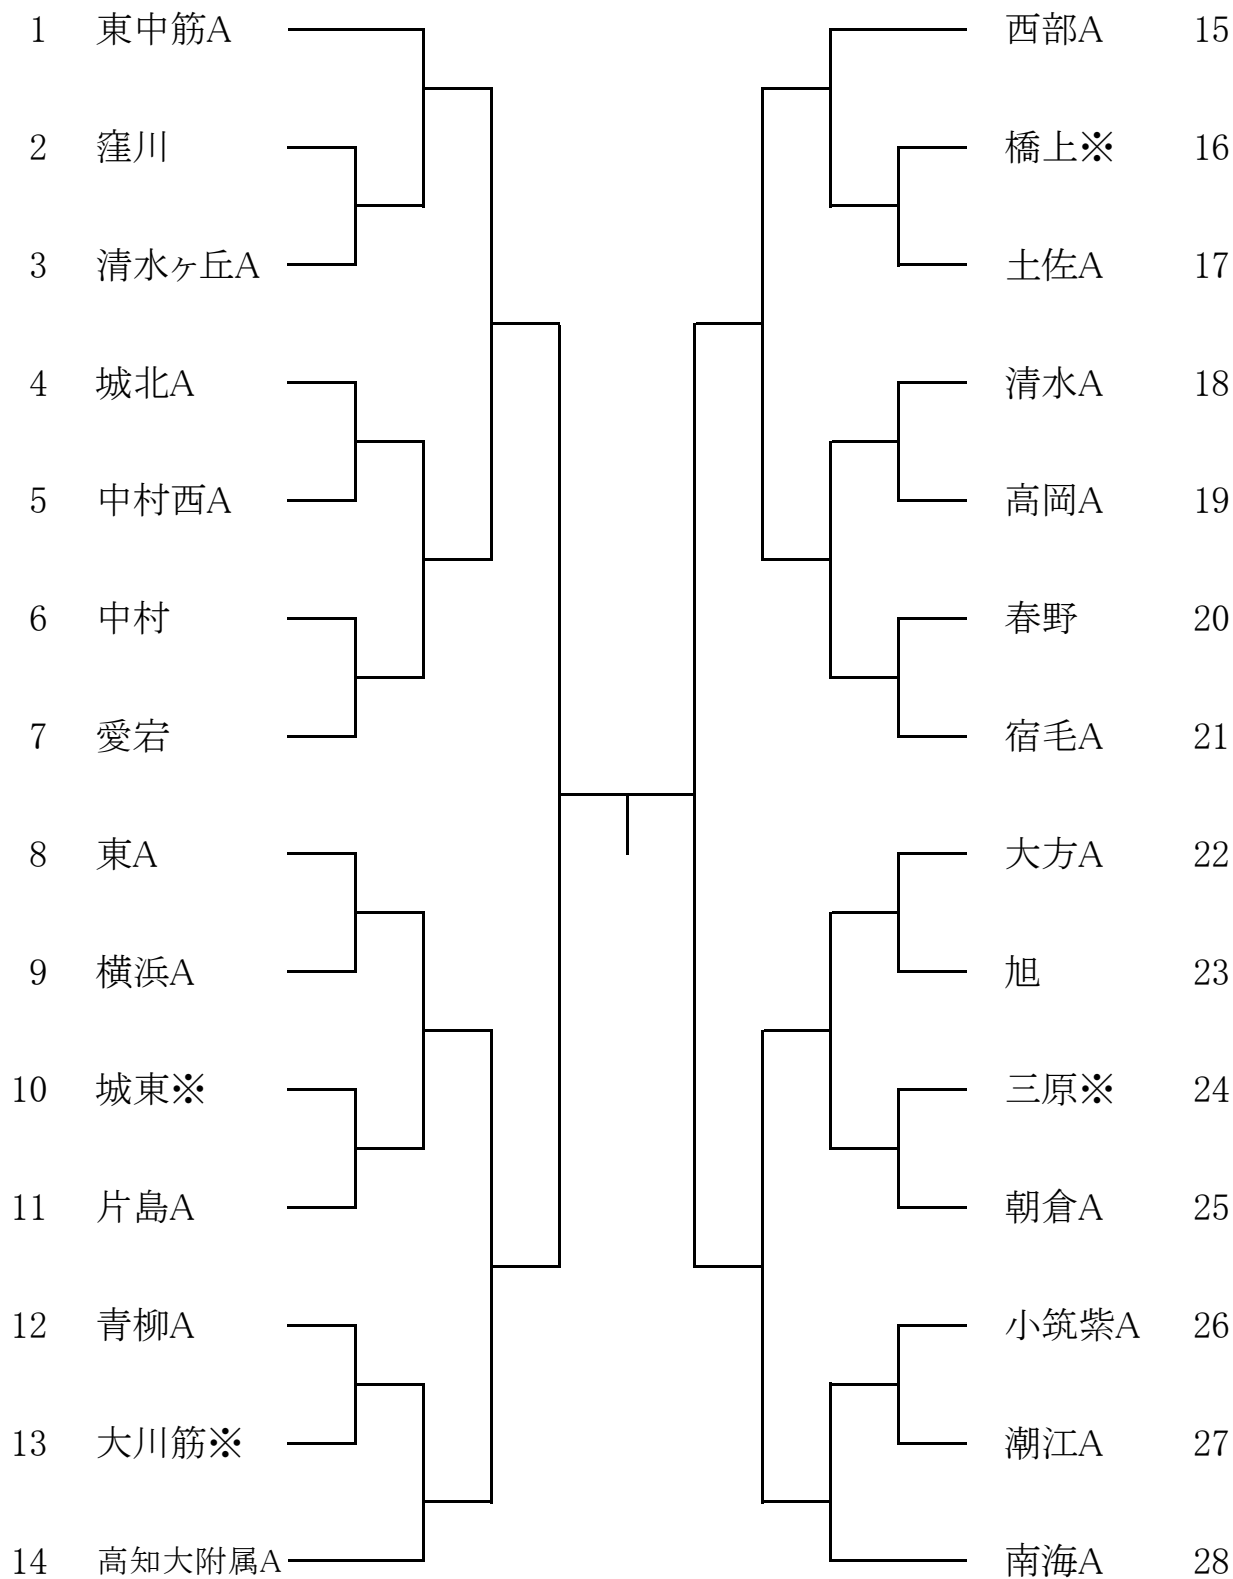 1 東中筋A
2 窪川
3 清水ヶ丘A
4 城北A
5 中村西A
6 中村
7 愛宕
8 東A
9 横浜A
10 城東※
11 片島A
12 青柳A
13 大川筋※
14 高知大附属A
西部A 15
橋上※ 16
土佐A 17
清水A 18
高岡A 19
春野 20
宿毛A 21
大方A 22
旭 23
三原※ 24
朝倉A 25
小筑紫A 26
潮江A 27
南海A 28